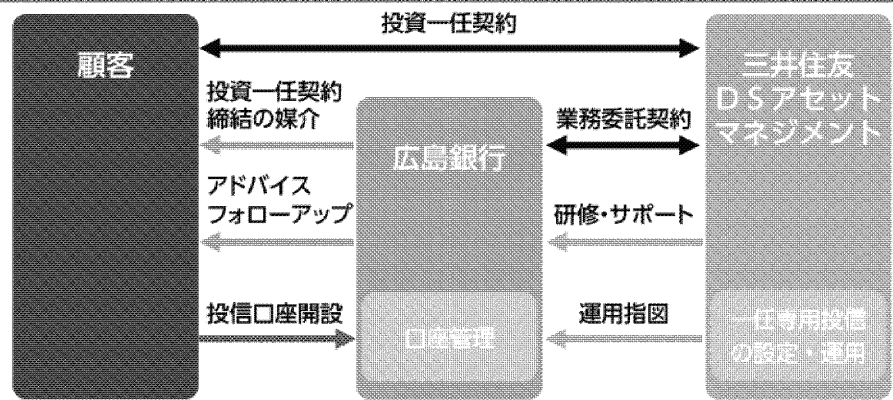 投資一任契約
顧客
三井住友
DSアセット
マネジメント
投資一任契約
締結の媒介
業務委託契約
広島銀行
アドバイス
フォローアップ
研修・サポート
投信口座開設
口座管理
運用指図
一任専用投信
の設定・運用